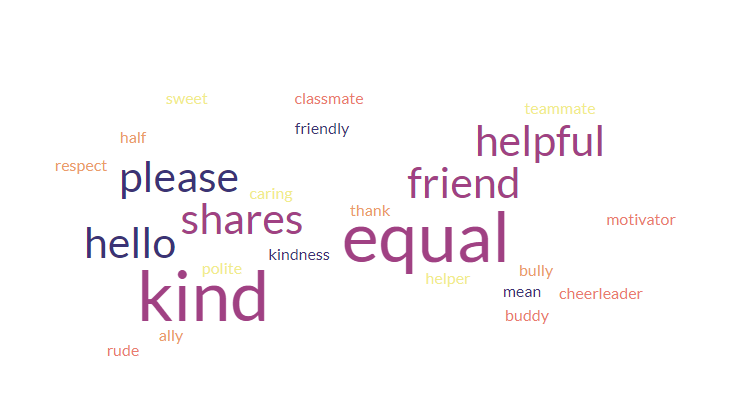 sweet
classmate
teammate
friendly
half
helpful
respect
please
friend
caring
thank
shares
motivator
equal
hello
kindness
polite
bully
helper
kind
mean
cheerleader
buddy
ally
rude